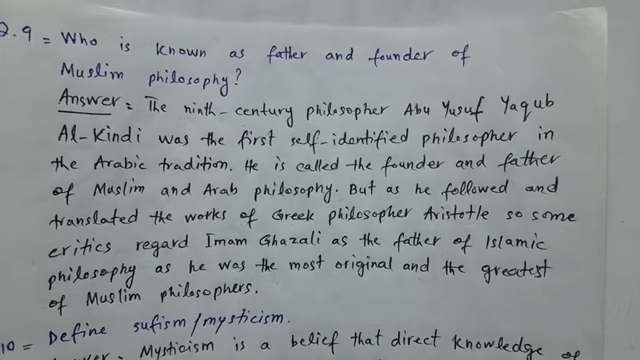 2.9 = Who is known as father and founder of
Muslim philosophy?
Answer = The ninth-century philosopher Abu Yusuf Yaqub
Al-Kindi was the first self-identified philosopher in
the Arabic tradition. He is called the founder and father
of Muslim and Arab philosophy. But as he followed and
translated the works of Greek philosopher Aristotle so some
critics regard Imam Ghazali as the father of Islamic
philosophy as he was the most original and the greatest
of Muslim philosophers.
10 = Define sufism/mysticism.
Mysticism is a belief that direct knowledge of